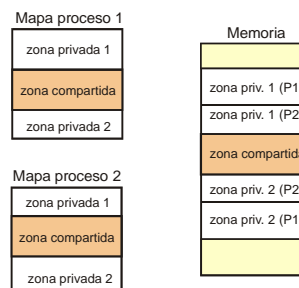 Mapa proceso 1
zona privada 1
zona compartida
zona privada 2
Mapa proceso 2
zona privada 1
zona compartida
zona privada 2
Memoria
zona priv. 1 (P1
zona priv. 1 (P2
zona compartida
zona priv. 2 (P2
zona priv. 2 (P1